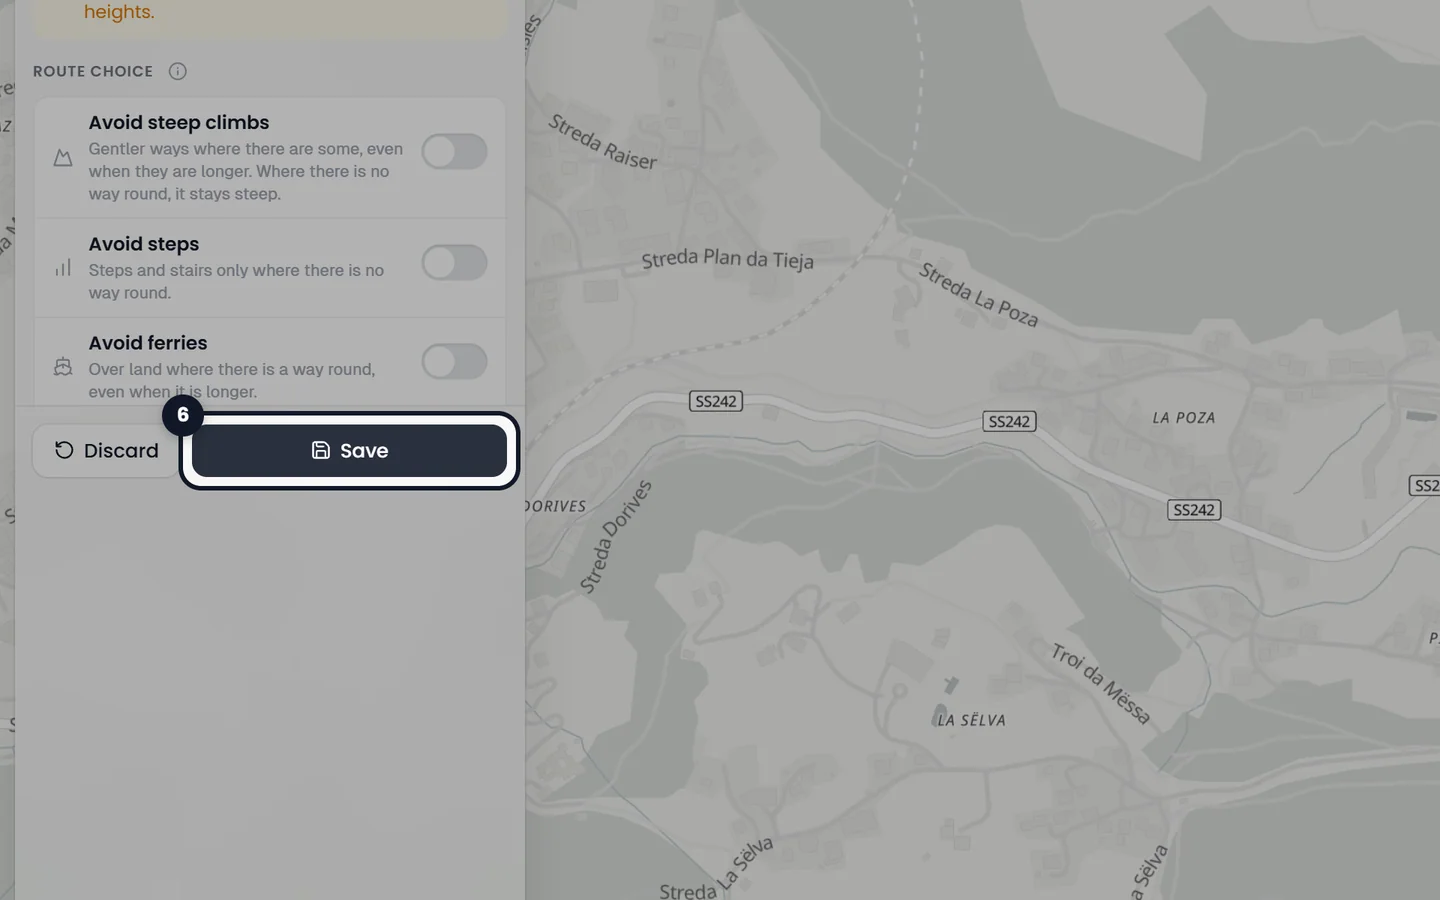 heights.
ROUTE CHOICE
Avoid steep climbs
Gentler ways where there are some, even
when they are longer. Where there is no
way round, it stays steep.
Avoid steps
Steps and stairs only where there is no
way round.
Avoid ferries
Over land where there is a way round,
even when it is longer.
6
Discard
Save
Streda Raiser
Streda Plan da Tieja
Streda La Poza
SS242
SS242
LA POZA
SS242
DORIVES
Streda Dorives
Troi da Mëssa
LA SËLVA
Streda La Sëlva
a Sëlva